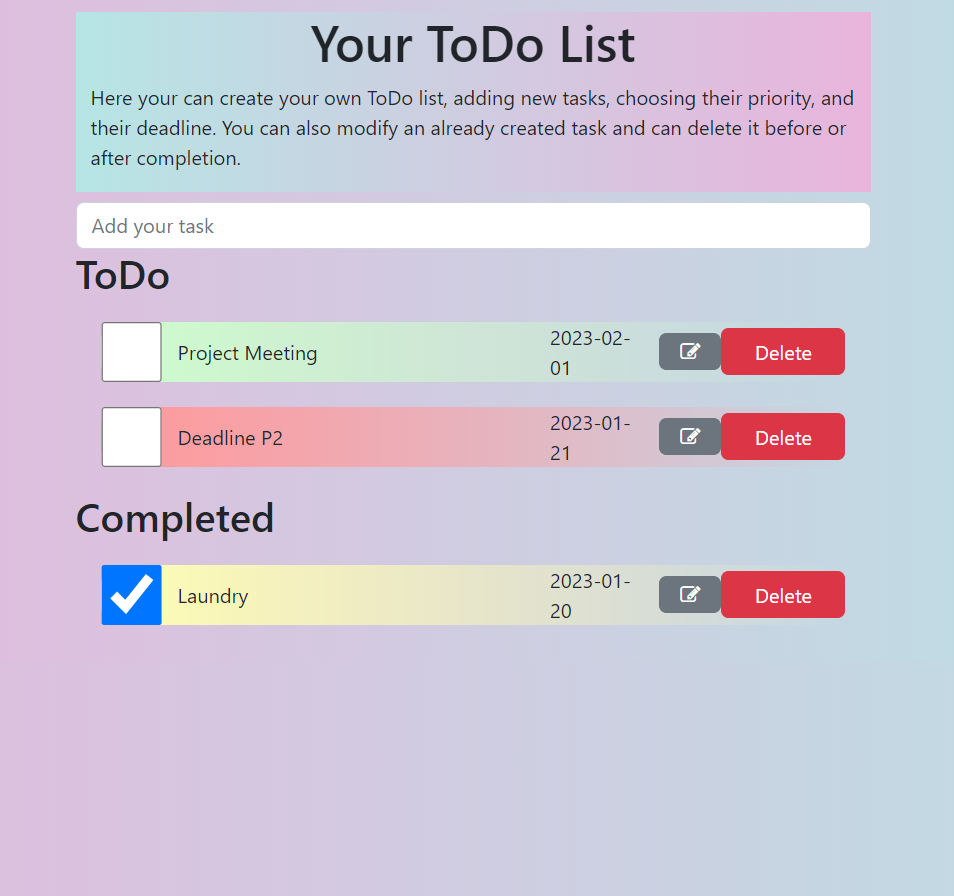 Your ToDo List
Here your can create your own ToDo list, adding new tasks, choosing their priority, and
their deadline. You can also modify an already created task and can delete it before or
after completion.
Add your task
ToDo
Project Meeting
2023-02-
01
Delete
Deadline P2
2023-01-
21
Delete
Completed
Laundry
2023-01-
20
Delete